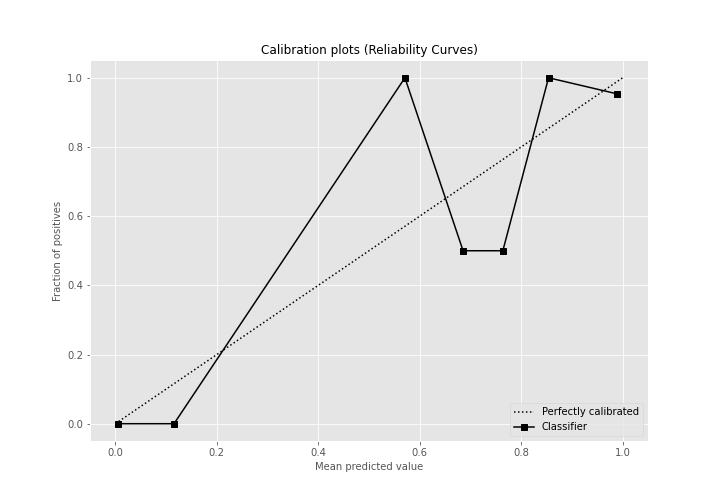 Calibration plots (Reliability Curves)
1.0
0.8
0.6
0.4
0.2
0.0
Fraction of positives
0.0 0.2 0.4 0.6 0.8 1.0
Mean predicted value
Perfectly calibrated
Classifier